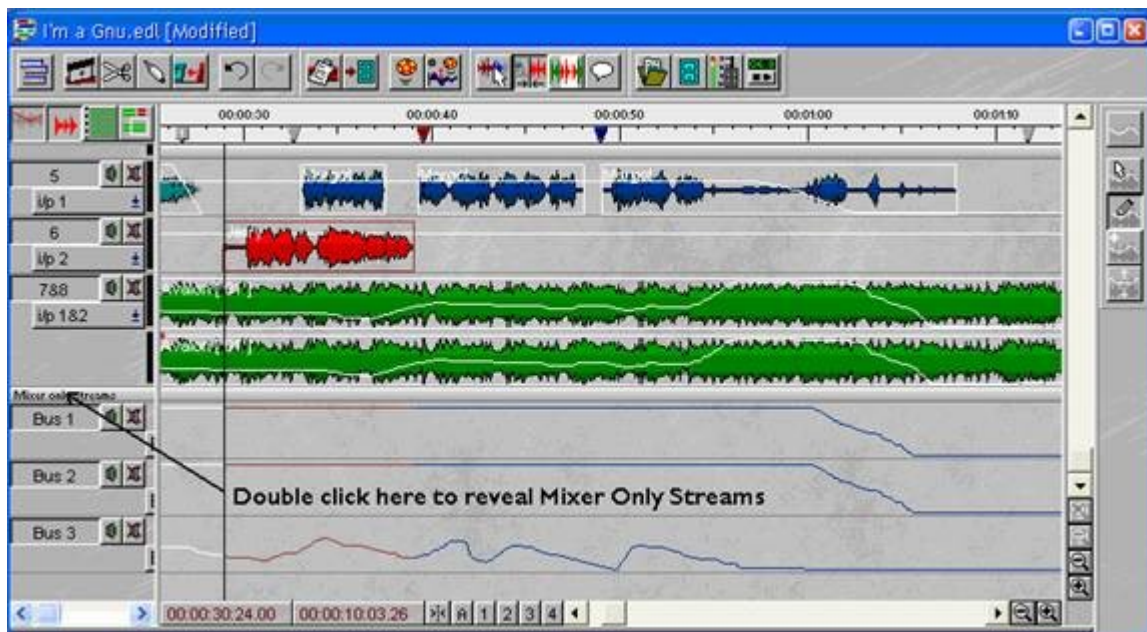 I'm a Gnu.edl [Modified]
00:00:30 00:00:40 00:00:50 00:01:00 00:01:10
5
i/p 1
6
i/p 2
7&8
i/p 1&2
Mixer only streams
Bus 1
Bus 2
Double click here to reveal Mixer Only Streams
Bus 3
00:00:30:24.00 00:00:10:03.26 A 1 2 3 4